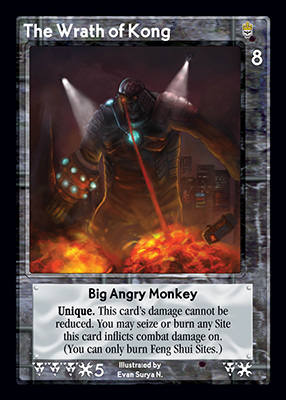 The Wrath of Kong
8
Big Angry Monkey
Unique. This card's damage cannot be
reduced. You may seize or burn any Site
this card inflicts combat damage on.
(You can only burn Feng Shui Sites.)
5
Illustrated by
Evan Surya N.